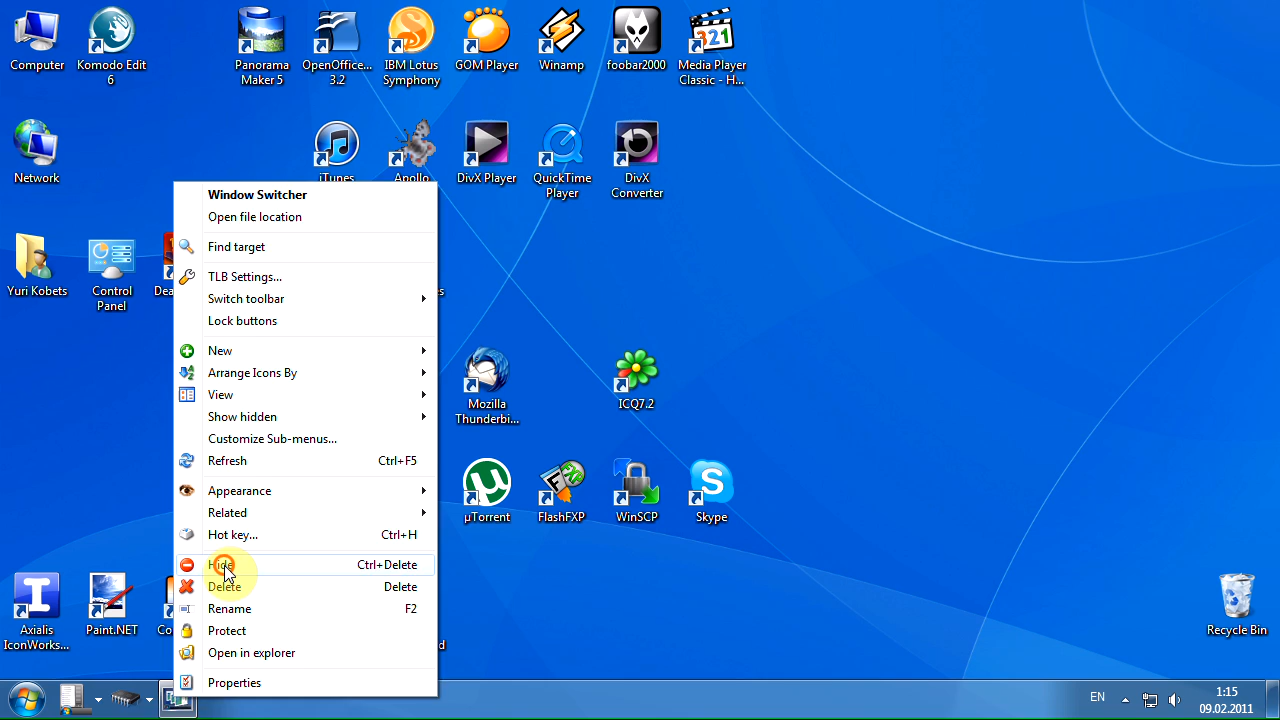 Computer
Komodo Edit
6
Panorama
Maker 5
OpenOffice...
3.2
IBM Lotus
Symphony
GOM Player
Winamp
foobar2000
Media Player
Classic - H...
321
Network
iTunes
Apollo
DivX Player
QuickTime
Player
DivX
Converter
Yuri Kobets
Control
Panel
Dea
es
Window Switcher
Open file location
Find target
TLB Settings...
Switch toolbar
Lock buttons
New
Arrange Icons By
View
Show hidden
Customize Sub-menus...
Refresh Ctrl+F5
Appearance
Related
Hot key... Ctrl+H
Hide Ctrl+Delete
Delete Delete
Rename F2
Protect
Open in explorer
Properties
Mozilla
Thunderbi...
ICQ7.2
µTorrent
FlashFXP
WinSCP
Skype
Axialis
IconWorks...
Paint.NET
Co
d
Recycle Bin
EN
1:15
09.02.2011